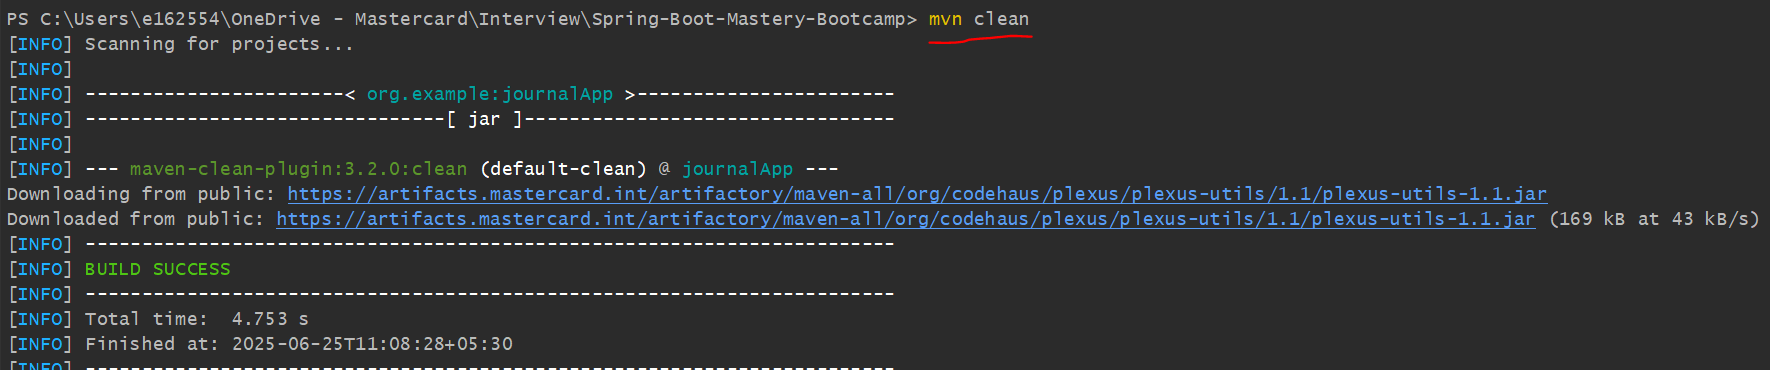 PS C:\Users\e162554\OneDrive - Mastercard\Interview\Spring-Boot-Mastery-Bootcamp> mvn clean
[INFO] Scanning for projects...
[INFO]
[INFO] -----------------------< org.example:journalApp >-----------------------
[INFO] --------------------------------[ jar ]---------------------------------
[INFO]
[INFO] --- maven-clean-plugin:3.2.0:clean (default-clean) @ journalApp ---
Downloading from public: https://artifacts.mastercard.int/artifactory/maven-all/org/codehaus/plexus/plexus-utils/1.1/plexus-utils-1.1.jar
Downloaded from public: https://artifacts.mastercard.int/artifactory/maven-all/org/codehaus/plexus/plexus-utils/1.1/plexus-utils-1.1.jar (169 kB at 43 kB/s)
[INFO] ------------------------------------------------------------------------
[INFO] BUILD SUCCESS
[INFO] ------------------------------------------------------------------------
[INFO] Total time:  4.753 s
[INFO] Finished at: 2025-06-25T11:08:28+05:30
[INFO] ------------------------------------------------------------------------